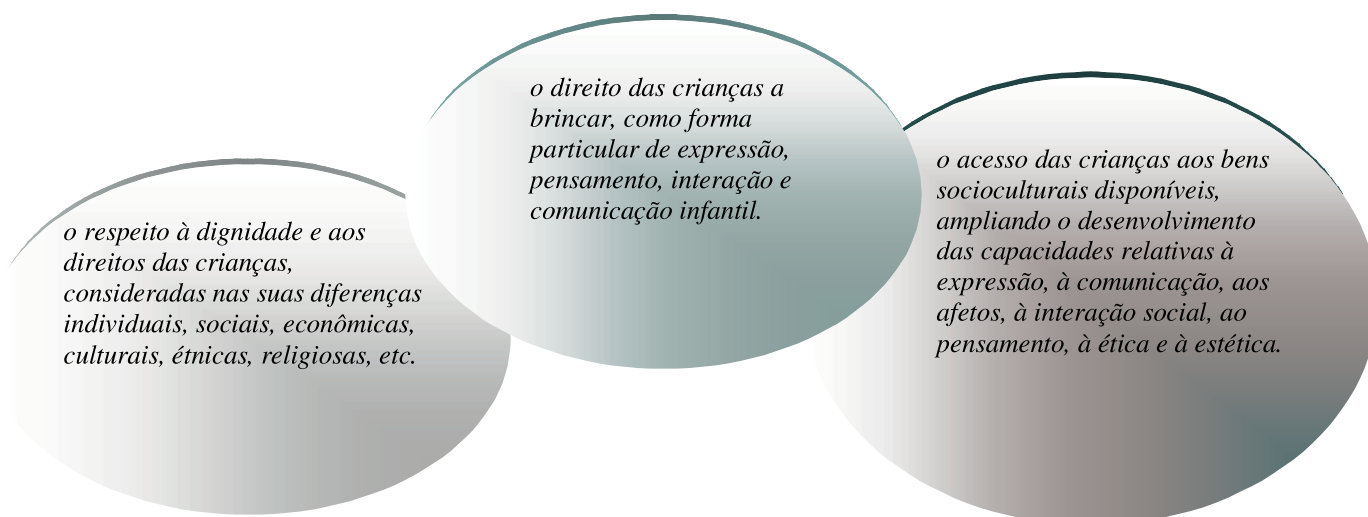 o respeito à dignidade e aos
direitos das crianças,
consideradas nas suas diferenças
individuais, sociais, econômicas,
culturais, étnicas, religiosas, etc.
o direito das crianças a
brincar, como forma
particular de expressão,
pensamento, interação e
comunicação infantil.
o acesso das crianças aos bens
socioculturais disponíveis,
ampliando o desenvolvimento
das capacidades relativas à
expressão, à comunicação, aos
afetos, à interação social, ao
pensamento, à ética e à estética.